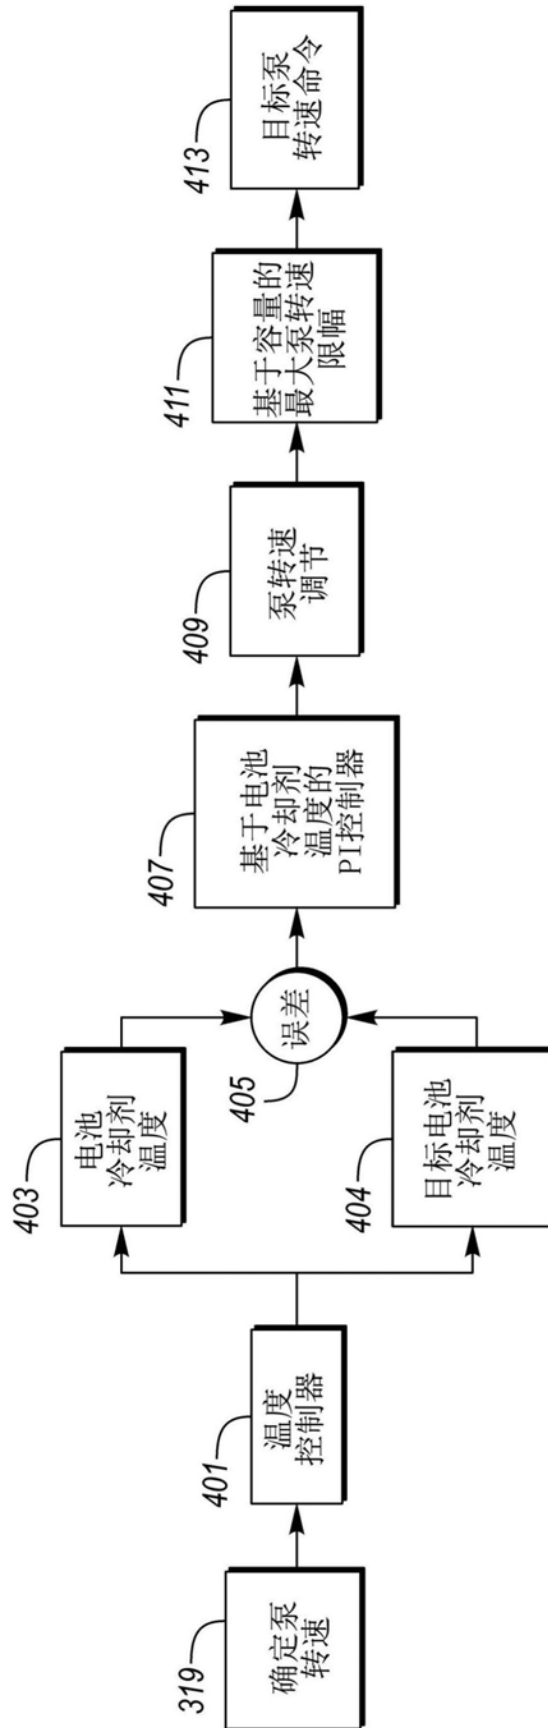 319
确定泵
转速
401
温度
控制器
403
电池
冷却剂
温度
404
目标电池
冷却剂
温度
405
误差
407
基于电池
冷却剂
温度的
PI控制器
409
泵转速
调节
411
基于容量的
最大泵转速
限幅
413
目标泵
转速命令